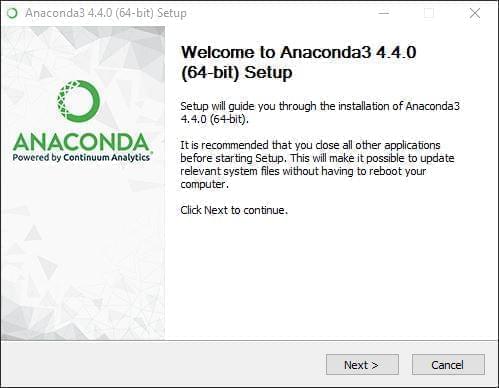 Anaconda3 4.4.0 (64-bit) Setup
Welcome to Anaconda3 4.4.0
(64-bit) Setup
Setup will guide you through the installation of Anaconda3
4.4.0 (64-bit).
It is recommended that you close all other applications
before starting Setup. This will make it possible to update
relevant system files without having to reboot your
computer.
Click Next to continue.
ANACONDA
Powered by Continuum Analytics
Next >
Cancel